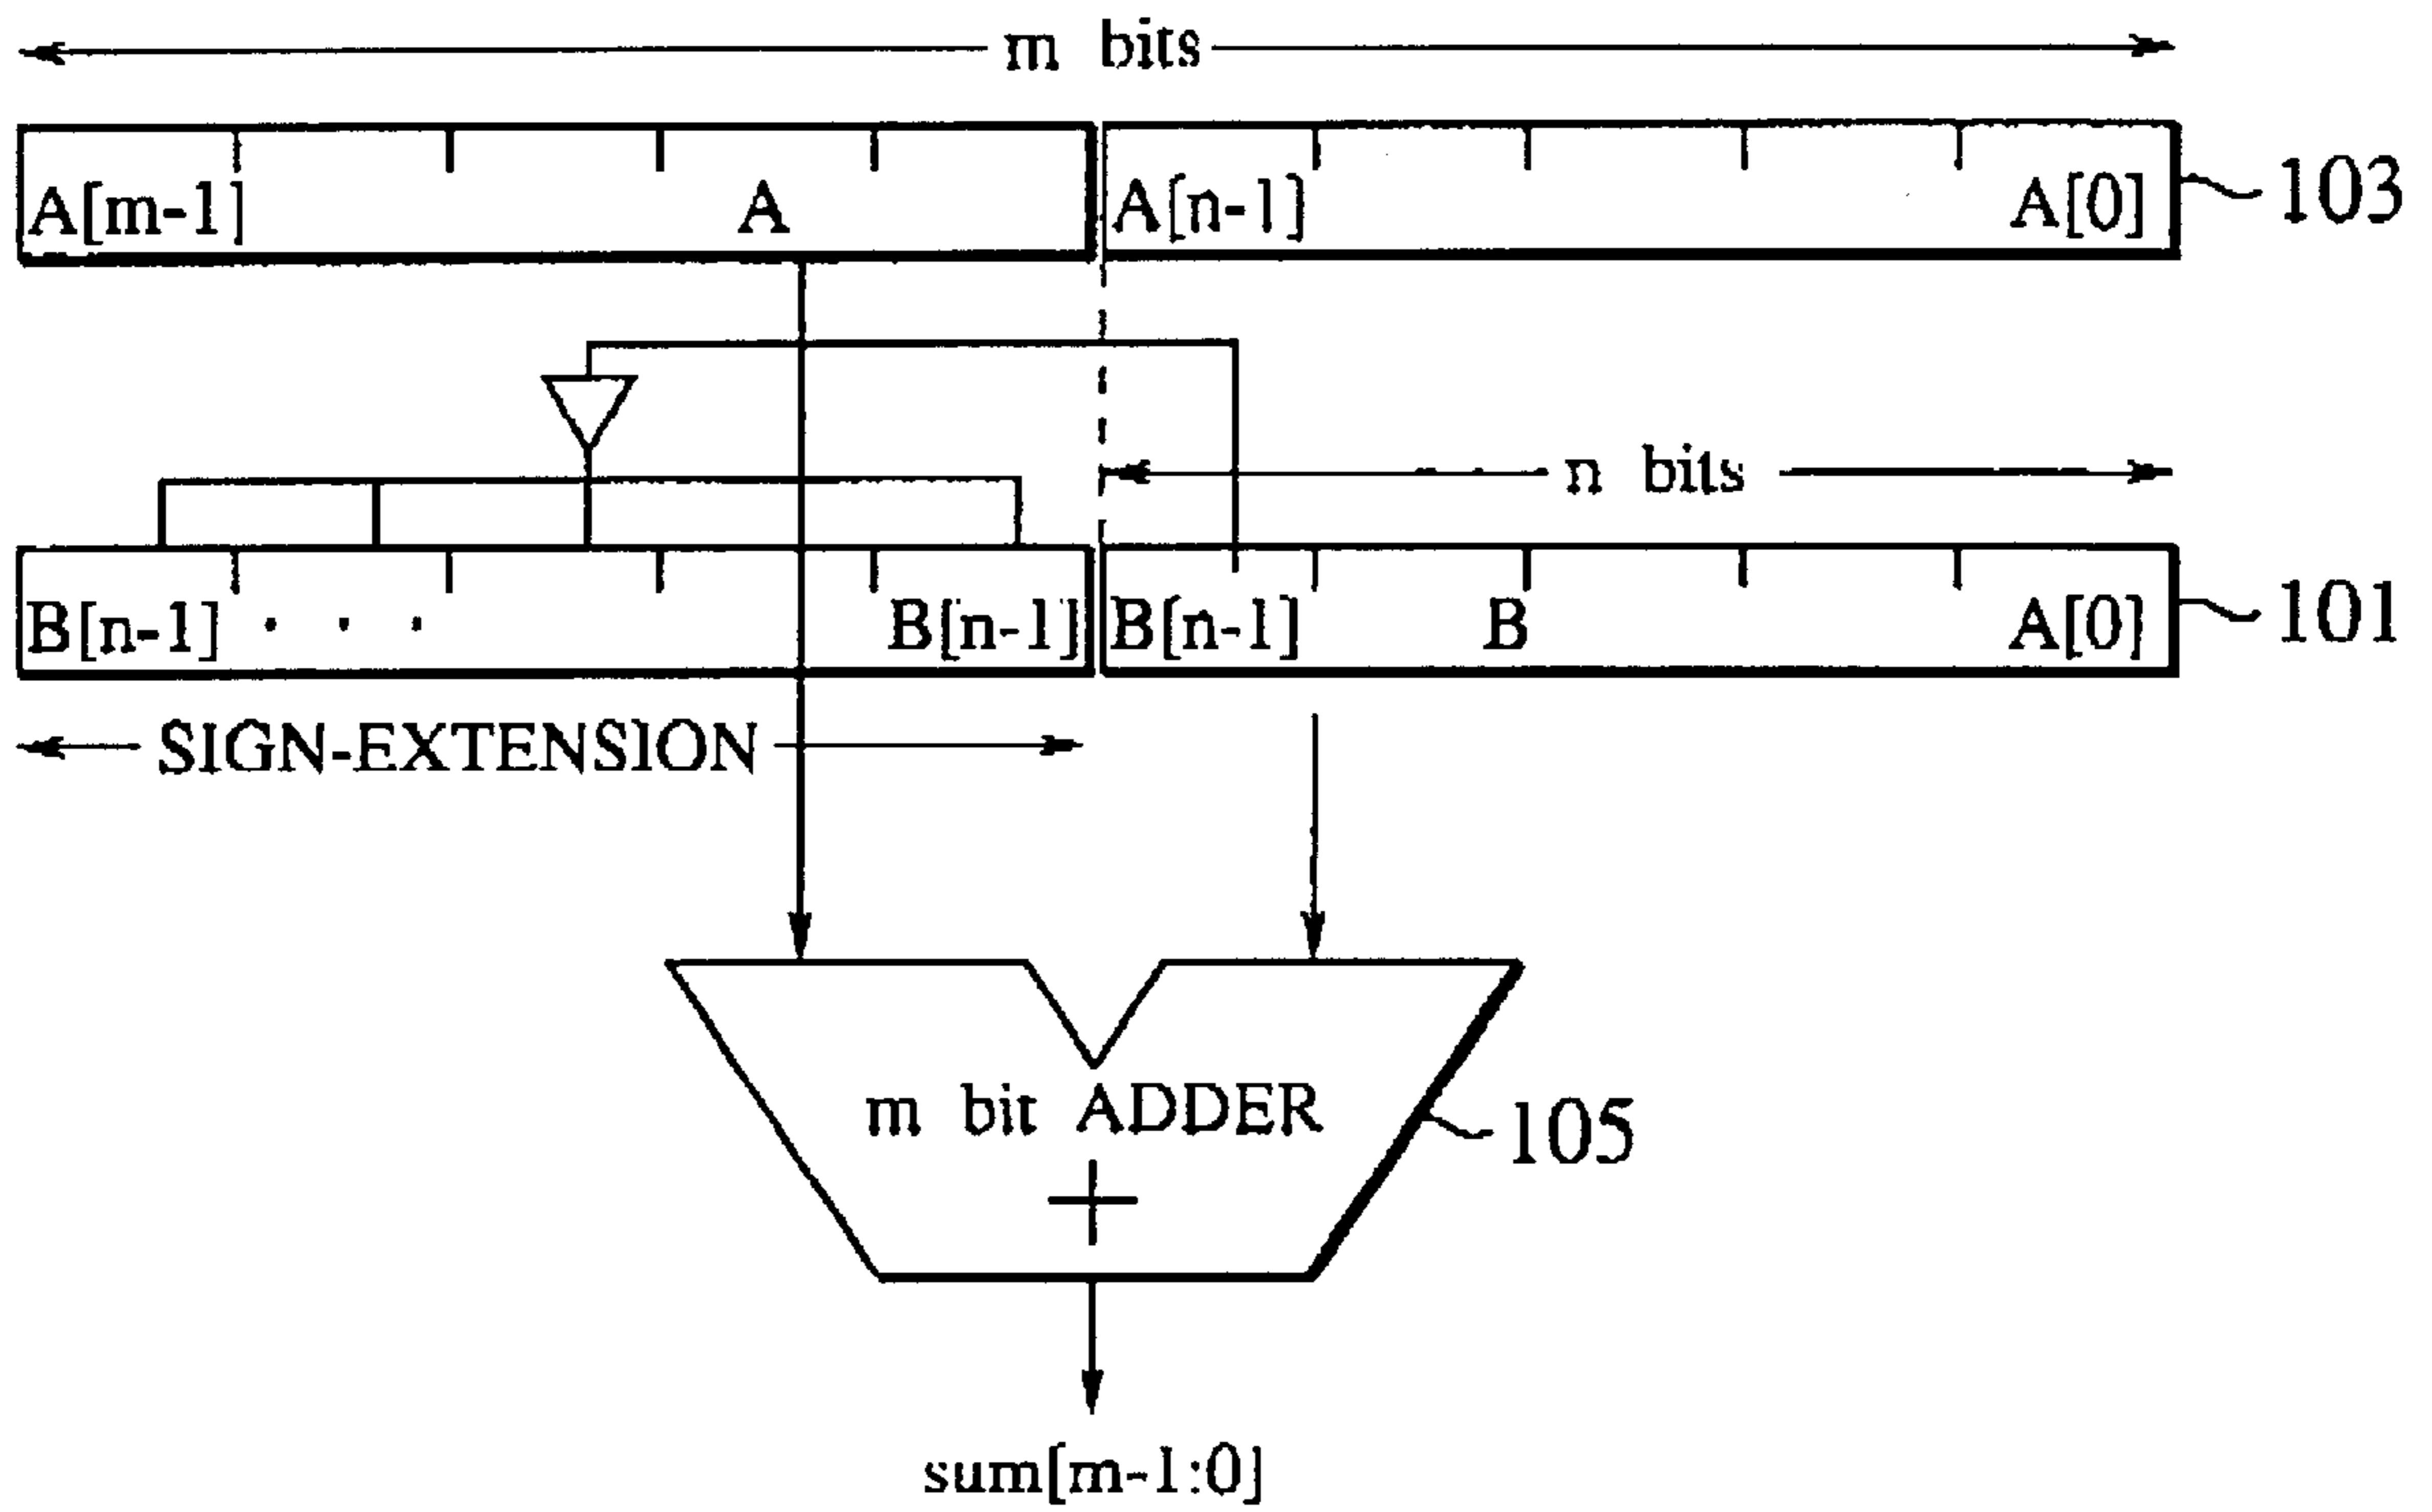 m bits
A[m-1] A A[n-1] A[0] 103
n bits
B[n-1] . . . B[n-1] B[n-1] B A[0] 101
SIGN-EXTENSION
m bit ADDER
+
105
sum[m-1:0]